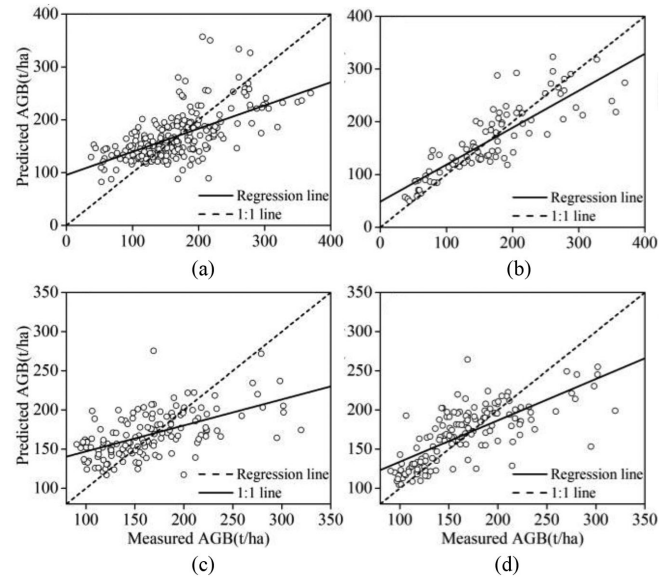 400
300
200
100
0
Predicted AGB(t/ha)
Regression line
1:1 line
0 100 200 300 400
(a)
400
300
200
100
0
Regression line
1:1 line
0 100 200 300 400
(b)
350
300
250
200
150
100
Predicted AGB(t/ha)
Regression line
1:1 line
100 150 200 250 300 350
Measured AGB(t/ha)
(c)
350
300
250
200
150
100
Regression line
1:1 line
100 150 200 250 300 350
Measured AGB(t/ha)
(d)